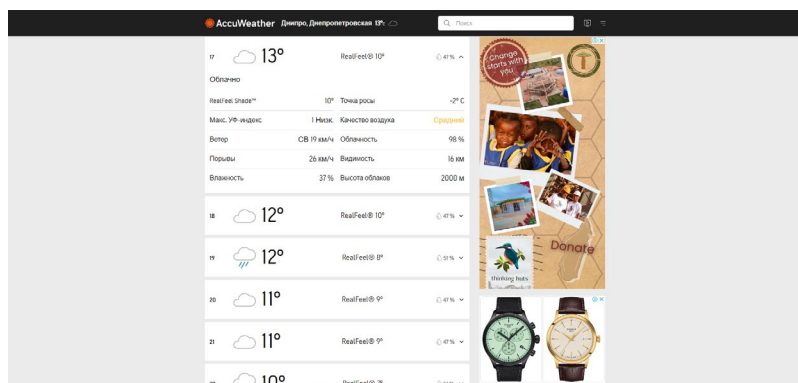 AccuWeather Днипро, Днепропетровская 13°C
Поиск
17 13° RealFeel® 10° 47 %
Облачно
RealFeel Shade™ 10° Точка росы -2° C
Макс. УФ-индекс 1 Низк. Качество воздуха Средний
Ветер СВ 19 км/ч Облачность 98 %
Порывы 26 км/ч Видимость 16 км
Влажность 37 % Высота облаков 2000 м
18 12° RealFeel® 10° 47 %
19 12° RealFeel® 8° 51 %
20 11° RealFeel® 9° 47 %
21 11° RealFeel® 9° 47 %
10°
Change
starts with
you
Donate
thinking huts